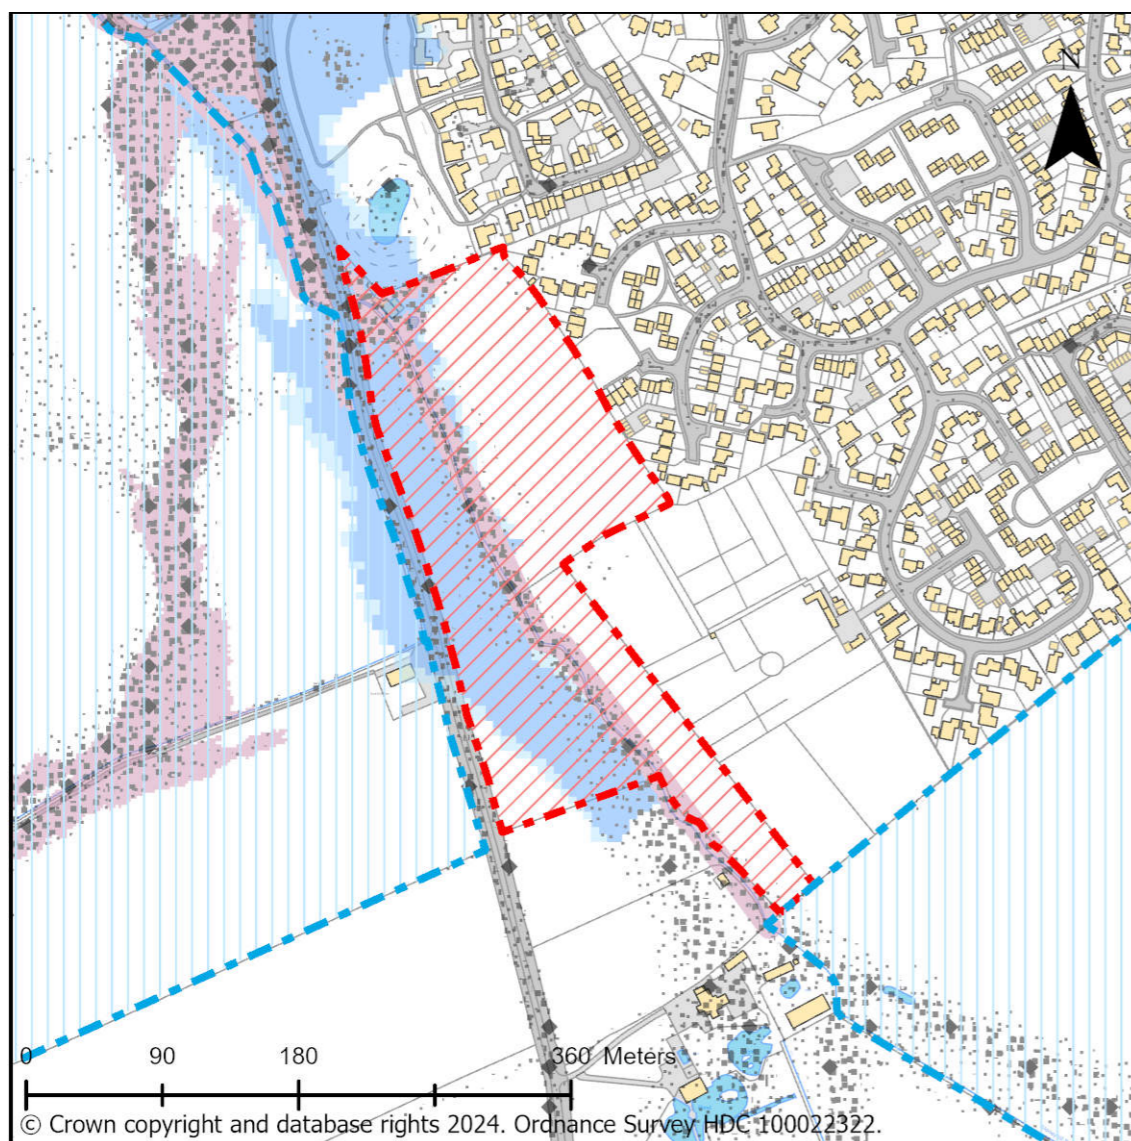 N
0 90 180 360 Meters
© Crown copyright and database rights 2024. Ordnance Survey HDC 100022322.